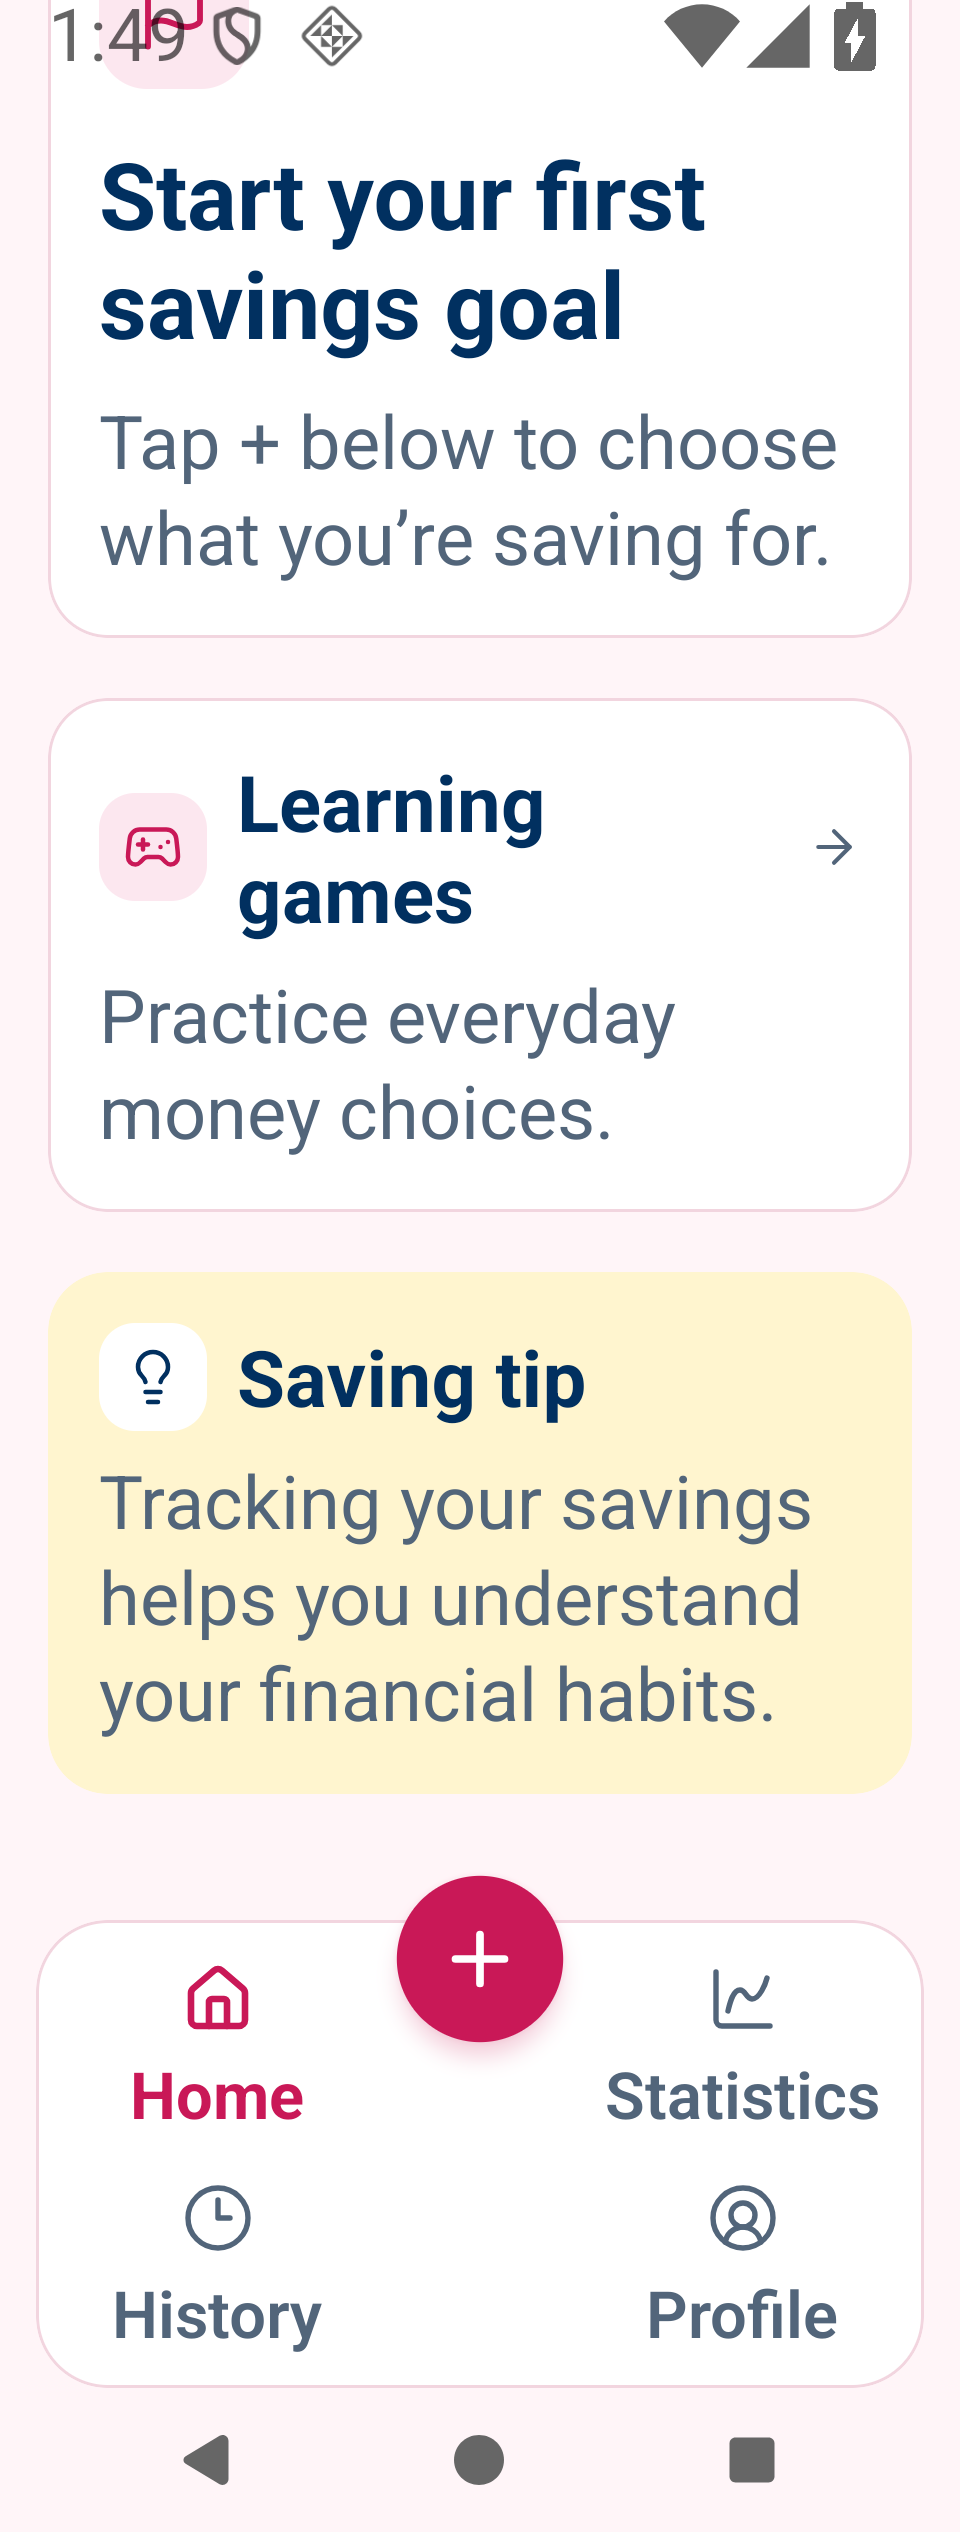 1:49
Start your first
savings goal
Tap + below to choose
what you’re saving for.
Learning
games
Practice everyday
money choices.
Saving tip
Tracking your savings
helps you understand
your financial habits.
Home
Statistics
History
Profile